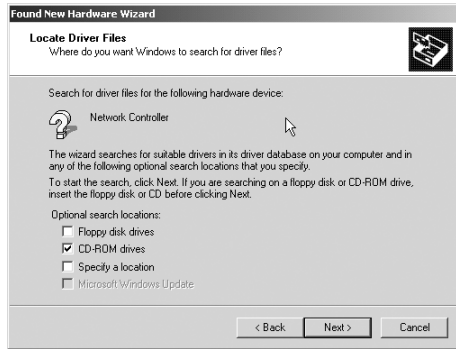 Found New Hardware Wizard
Locate Driver Files
Where do you want Windows to search for driver files?
Search for driver files for the following hardware device:
Network Controller
The wizard searches for suitable drivers in its driver database on your computer and in
any of the following optional search locations that you specify.
To start the search, click Next. If you are searching on a floppy disk or CD-ROM drive,
insert the floppy disk or CD before clicking Next.
Optional search locations:
Floppy disk drives
CD-ROM drives
Specify a location
Microsoft Windows Update
< Back Next > Cancel